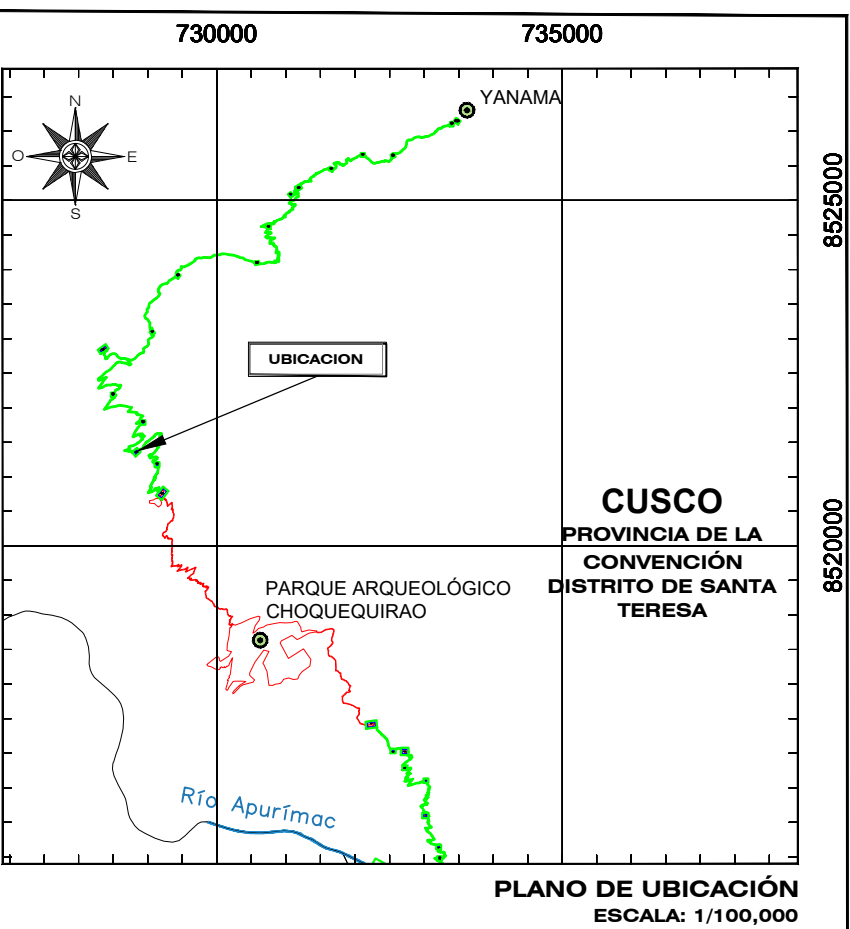 730000
735000
YANAMA
N
O
E
S
8525000
UBICACION
CUSCO
PROVINCIA DE LA
CONVENCIÓN
DISTRITO DE SANTA
TERESA
8520000
PARQUE ARQUEOLÓGICO
CHOQUEQUIRAO
Río Apurímac
PLANO DE UBICACIÓN
ESCALA: 1/100,000